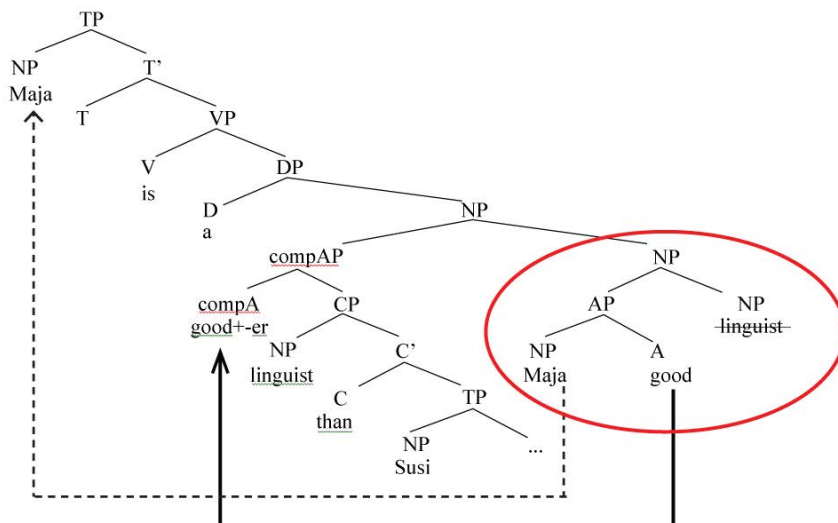 TP
NP T’
Maja
T VP
V DP
is
D NP
a
compAP NP
compA CP AP NP
good+-er linguist
NP C’ NP A
linguist Maja good
C TP
than
NP ...
Susi